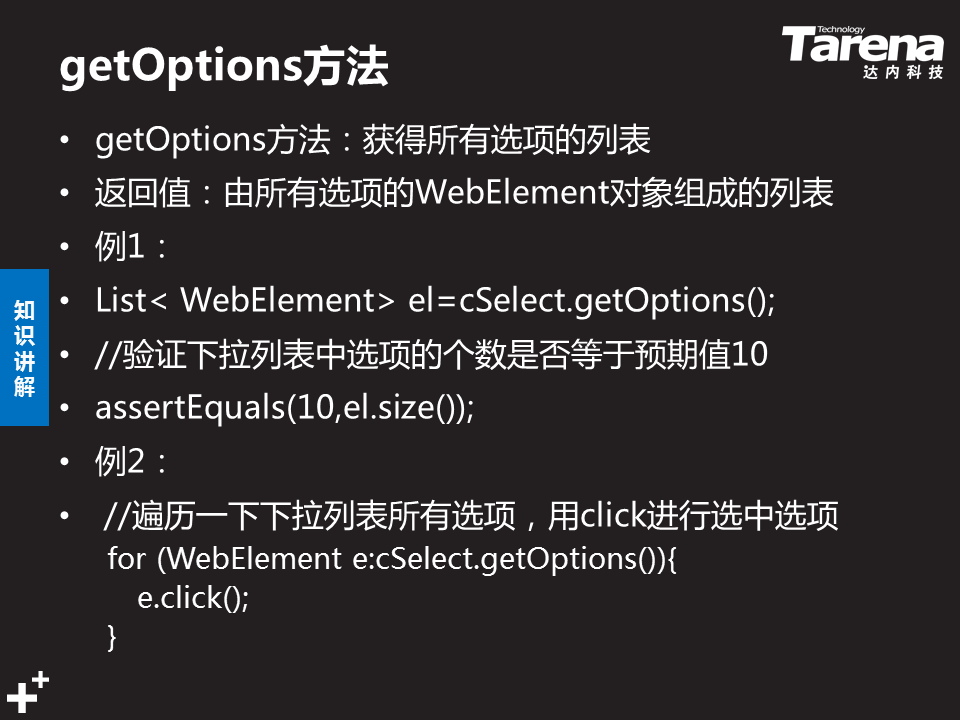 getOptions方法
Technology
Tarena
达内科技
• getOptions方法：获得所有选项的列表
• 返回值：由所有选项的WebElement对象组成的列表
• 例1：
• List< WebElement> el=cSelect.getOptions();
• //验证下拉列表中选项的个数是否等于预期值10
• assertEquals(10,el.size());
• 例2：
• //遍历一下下拉列表所有选项，用click进行选中选项
for (WebElement e:cSelect.getOptions()){
e.click();
}
知识讲解